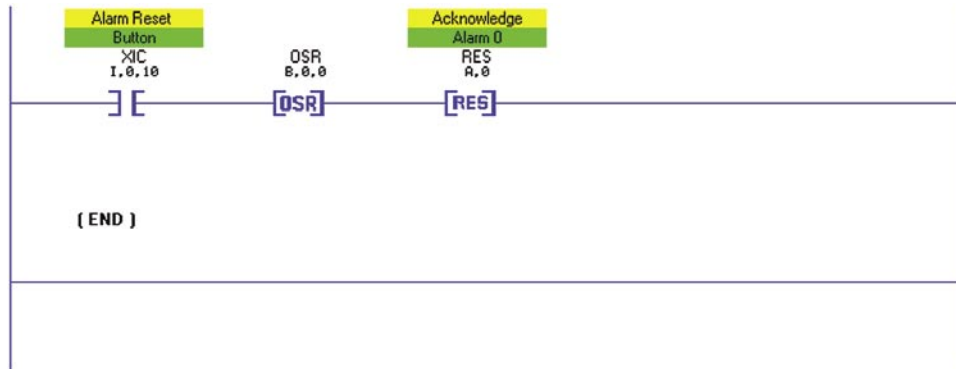 Alarm Reset
Button
XIC
I,0,10
] [
OSR
B,0,0
[OSR]
Acknowledge
Alarm 0
RES
A,0
[RES]
( END )